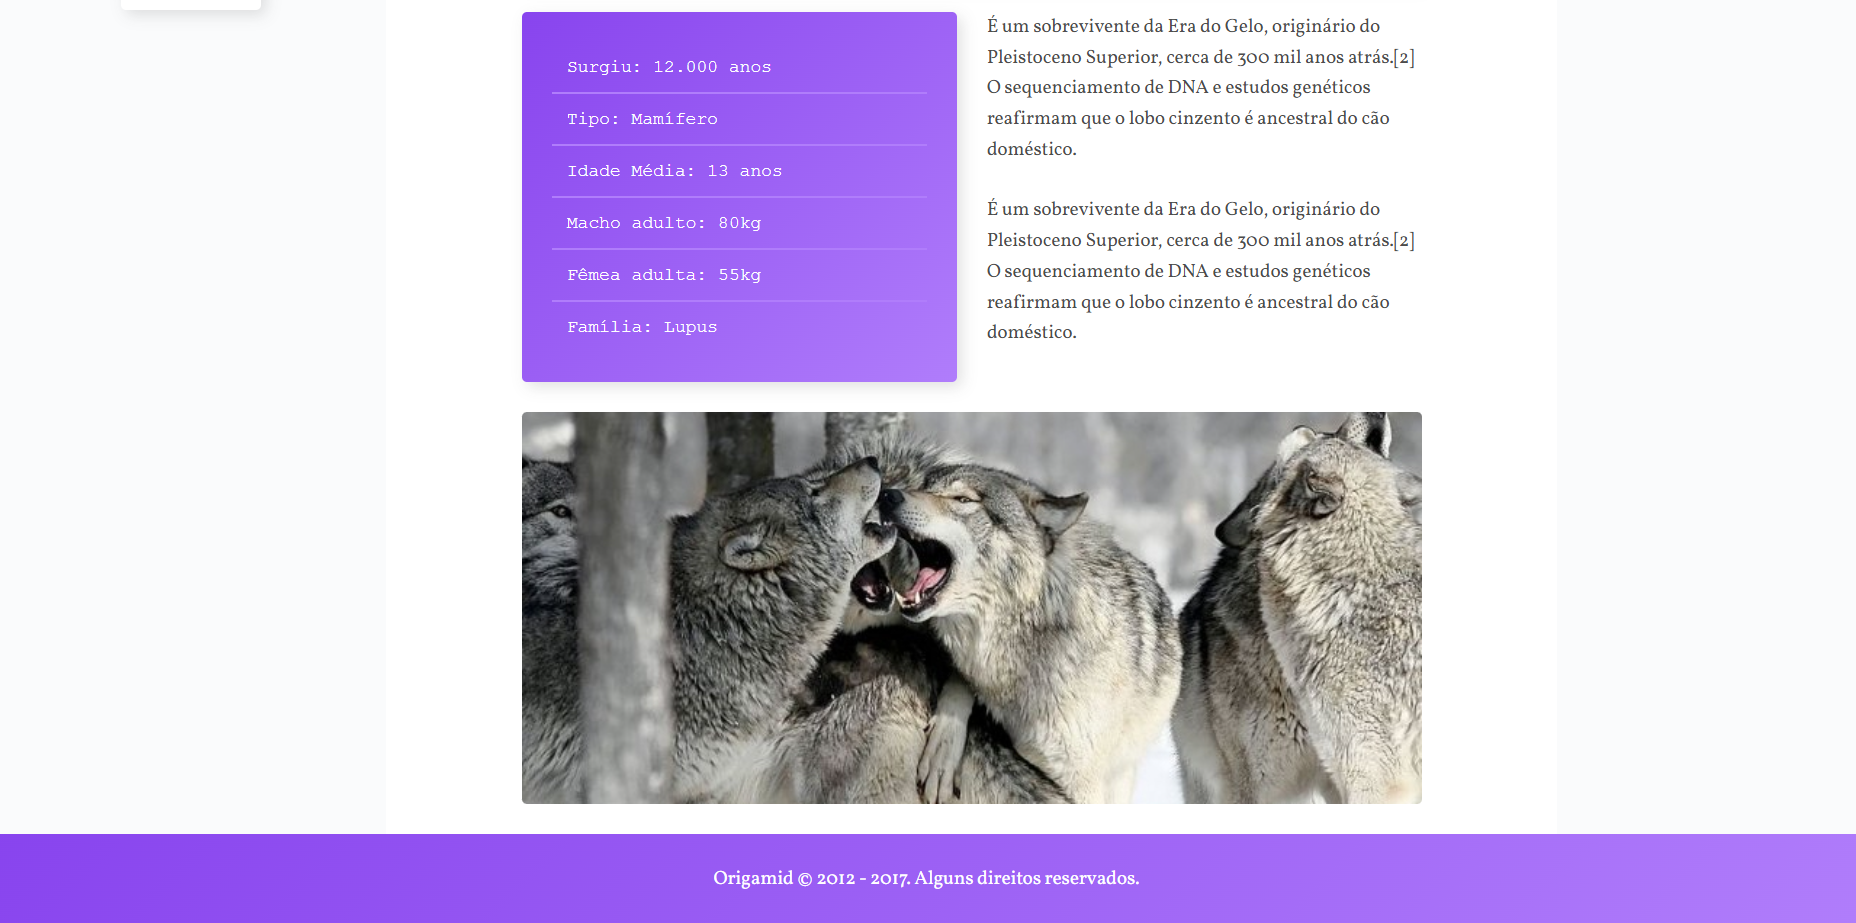 Surgiu: 12.000 anos
Tipo: Mamífero
Idade Média: 13 anos
Macho adulto: 80kg
Fêmea adulta: 55kg
Família: Lupus
É um sobrevivente da Era do Gelo, originário do
Pleistoceno Superior, cerca de 300 mil anos atrás.[2]
O sequenciamento de DNA e estudos genéticos
reafirmam que o lobo cinzento é ancestral do cão
doméstico.
É um sobrevivente da Era do Gelo, originário do
Pleistoceno Superior, cerca de 300 mil anos atrás.[2]
O sequenciamento de DNA e estudos genéticos
reafirmam que o lobo cinzento é ancestral do cão
doméstico.
Origamid © 2012 - 2017. Alguns direitos reservados.